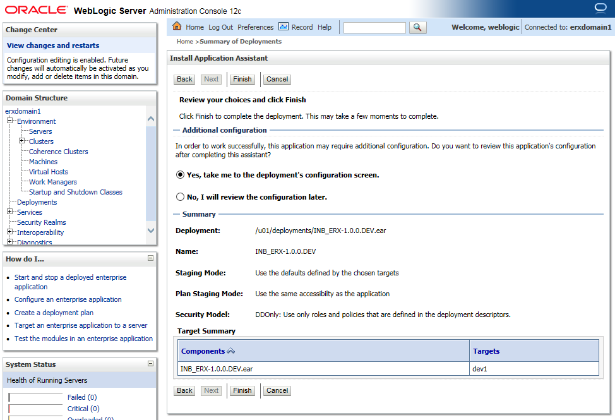 ORACLE WebLogic Server Administration Console 12c
Change Center
View changes and restarts
Configuration editing is enabled. Future
changes will automatically be activated as you
modify, add or delete items in this domain.
Domain Structure
erxdomain1
Environment
Servers
Clusters
Coherence Clusters
Machines
Virtual Hosts
Work Managers
Startup and Shutdown Classes
Deployments
Services
Security Realms
Interoperability
Diagnostics
How do I...
Start and stop a deployed enterprise
application
Configure an enterprise application
Create a deployment plan
Target an enterprise application to a server
Test the modules in an enterprise application
System Status
Health of Running Servers
Failed (0)
Critical (0)
Overloaded (0)
Home Log Out Preferences Record Help
Welcome, weblogic Connected to: erxdomain1
Home >Summary of Deployments
Install Application Assistant
Back Next Finish Cancel
Review your choices and click Finish
Click Finish to complete the deployment. This may take a few moments to complete.
Additional configuration
In order to work successfully, this application may require additional configuration. Do you want to review this application's configuration
after completing this assistant?
Yes, take me to the deployment's configuration screen.
No, I will review the configuration later.
Summary
Deployment: /u01/deployments/INB_ERX-1.0.0.DEV.ear
Name: INB_ERX-1.0.0.DEV
Staging Mode: Use the defaults defined by the chosen targets
Plan Staging Mode: Use the same accessibility as the application
Security Model: DDOnly: Use only roles and policies that are defined in the deployment descriptors.
Target Summary
Components Targets
INB_ERX-1.0.0.DEV.ear dev1
Back Next Finish Cancel